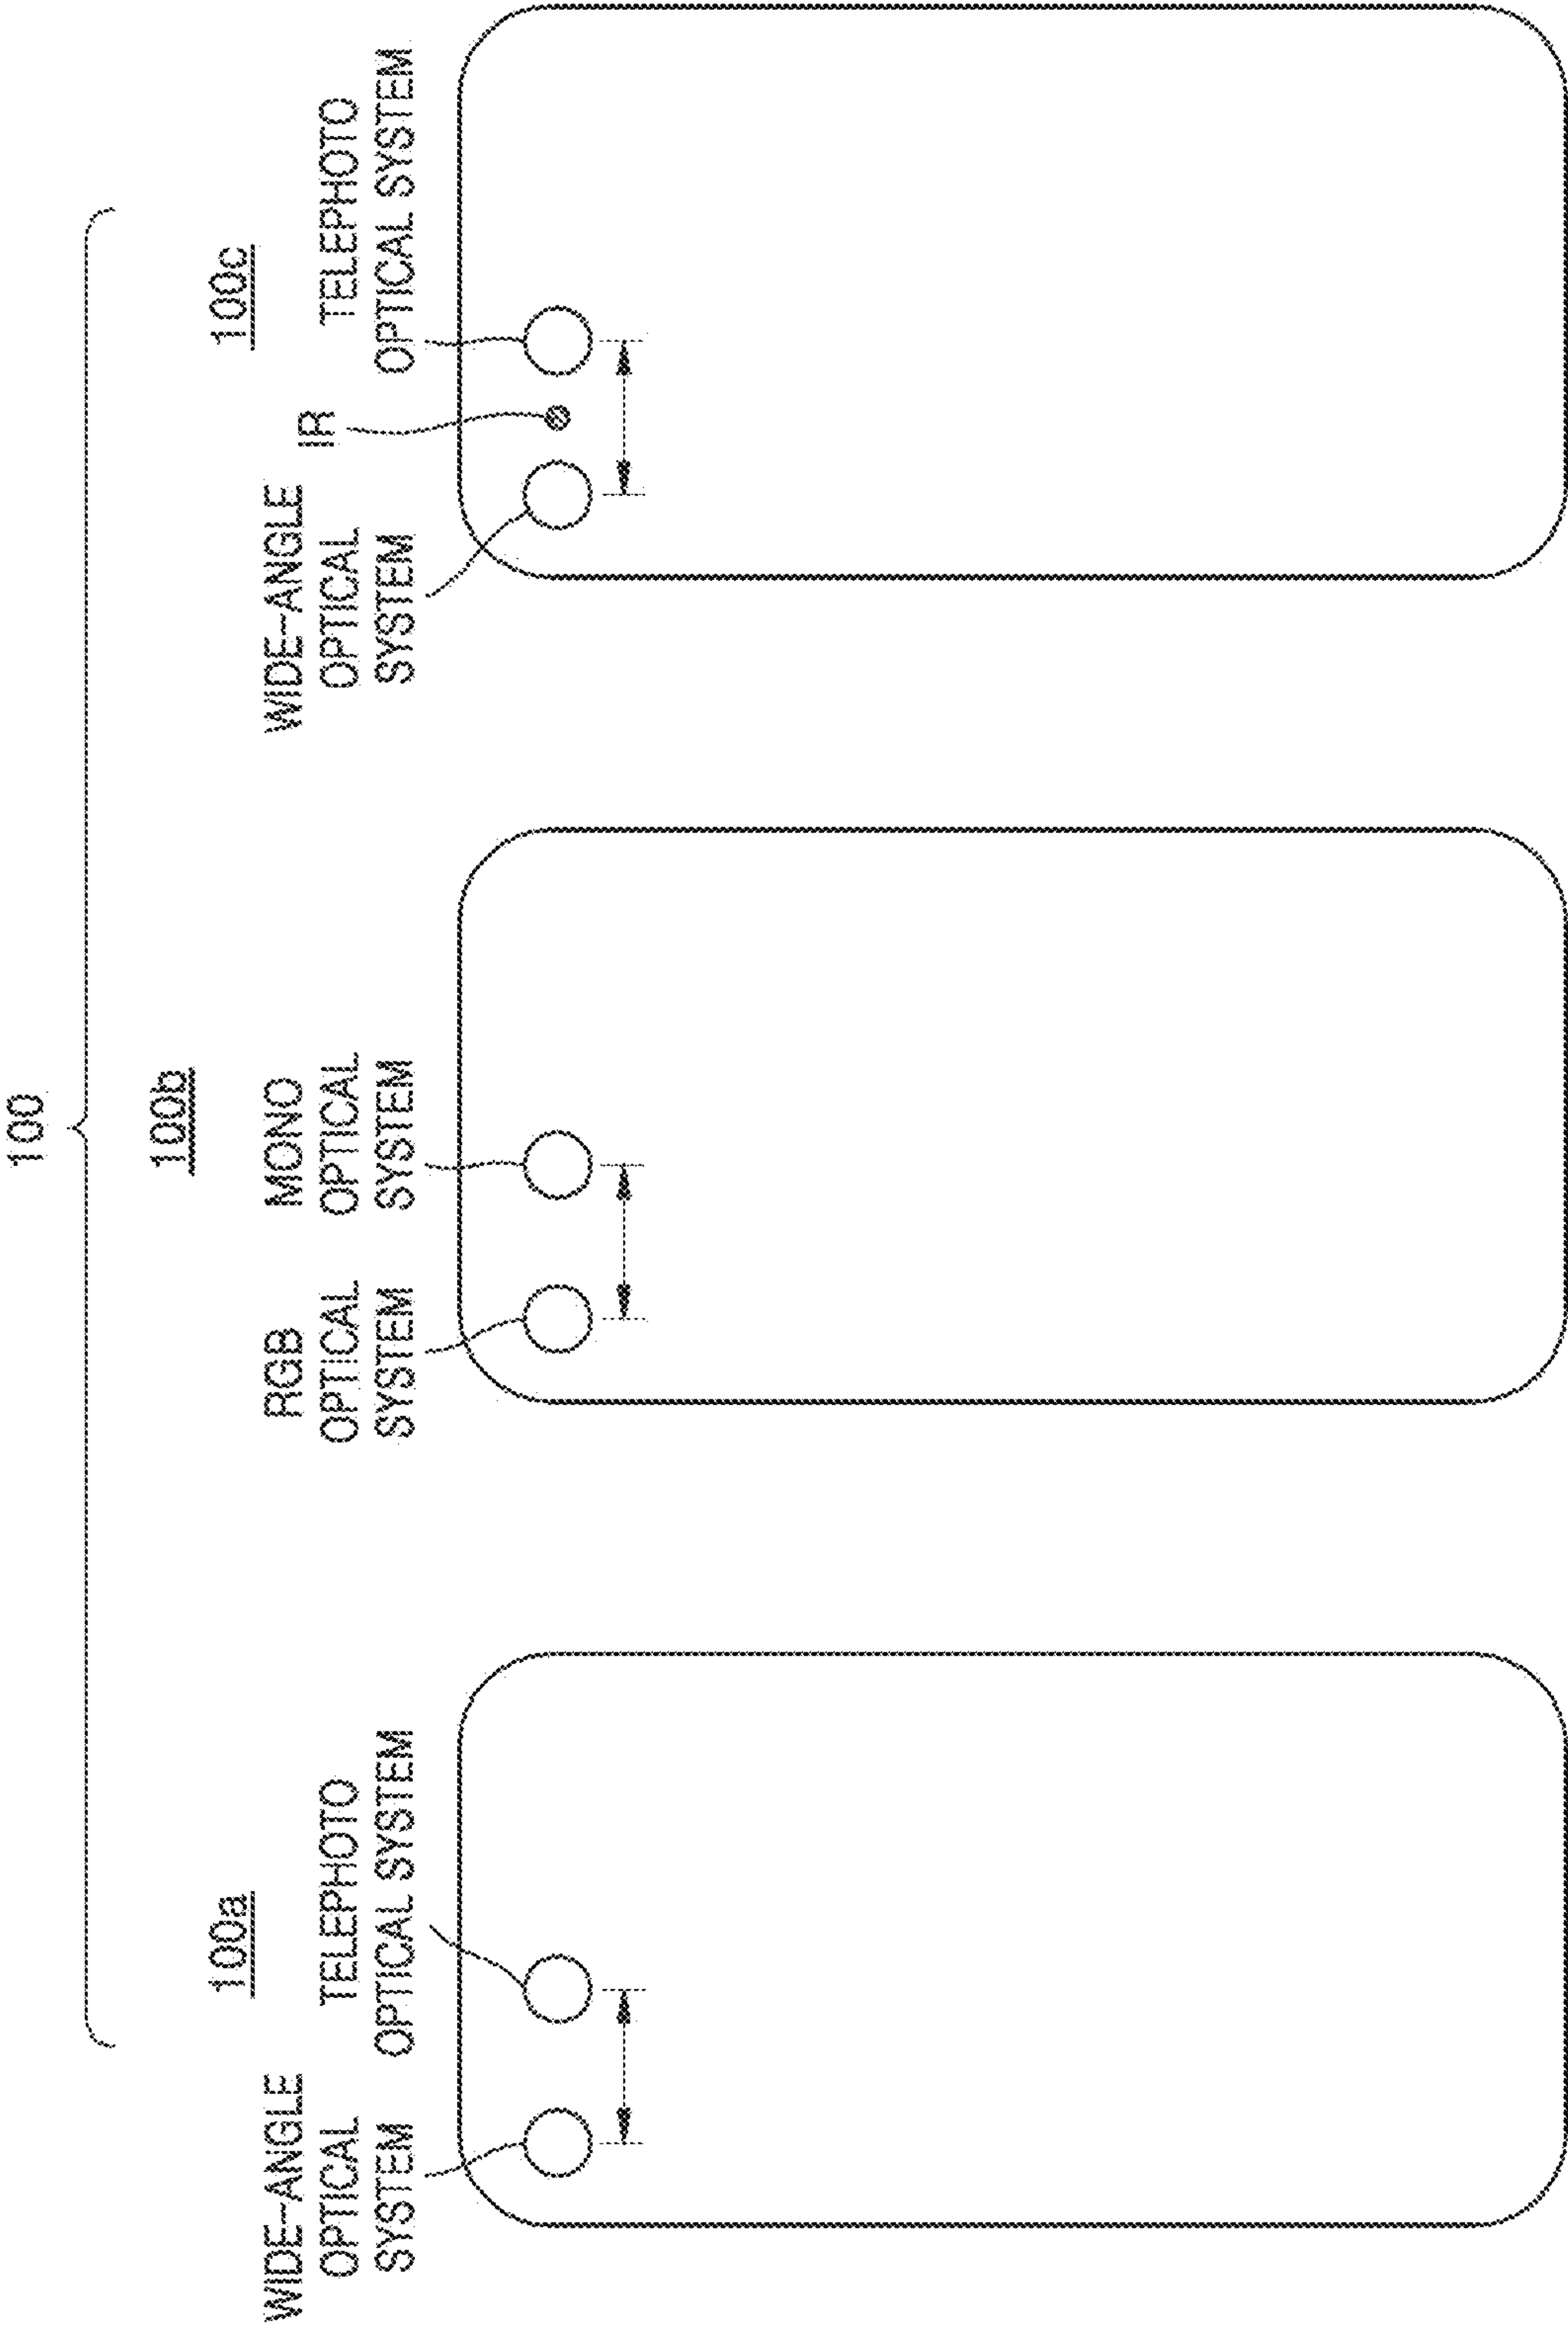 100
100a
WIDE-ANGLE
OPTICAL
SYSTEM
TELEPHOTO
OPTICAL SYSTEM
100b
RGB
OPTICAL
SYSTEM
MONO
OPTICAL
SYSTEM
100c
WIDE-ANGLE
OPTICAL
SYSTEM
IR
TELEPHOTO
OPTICAL SYSTEM